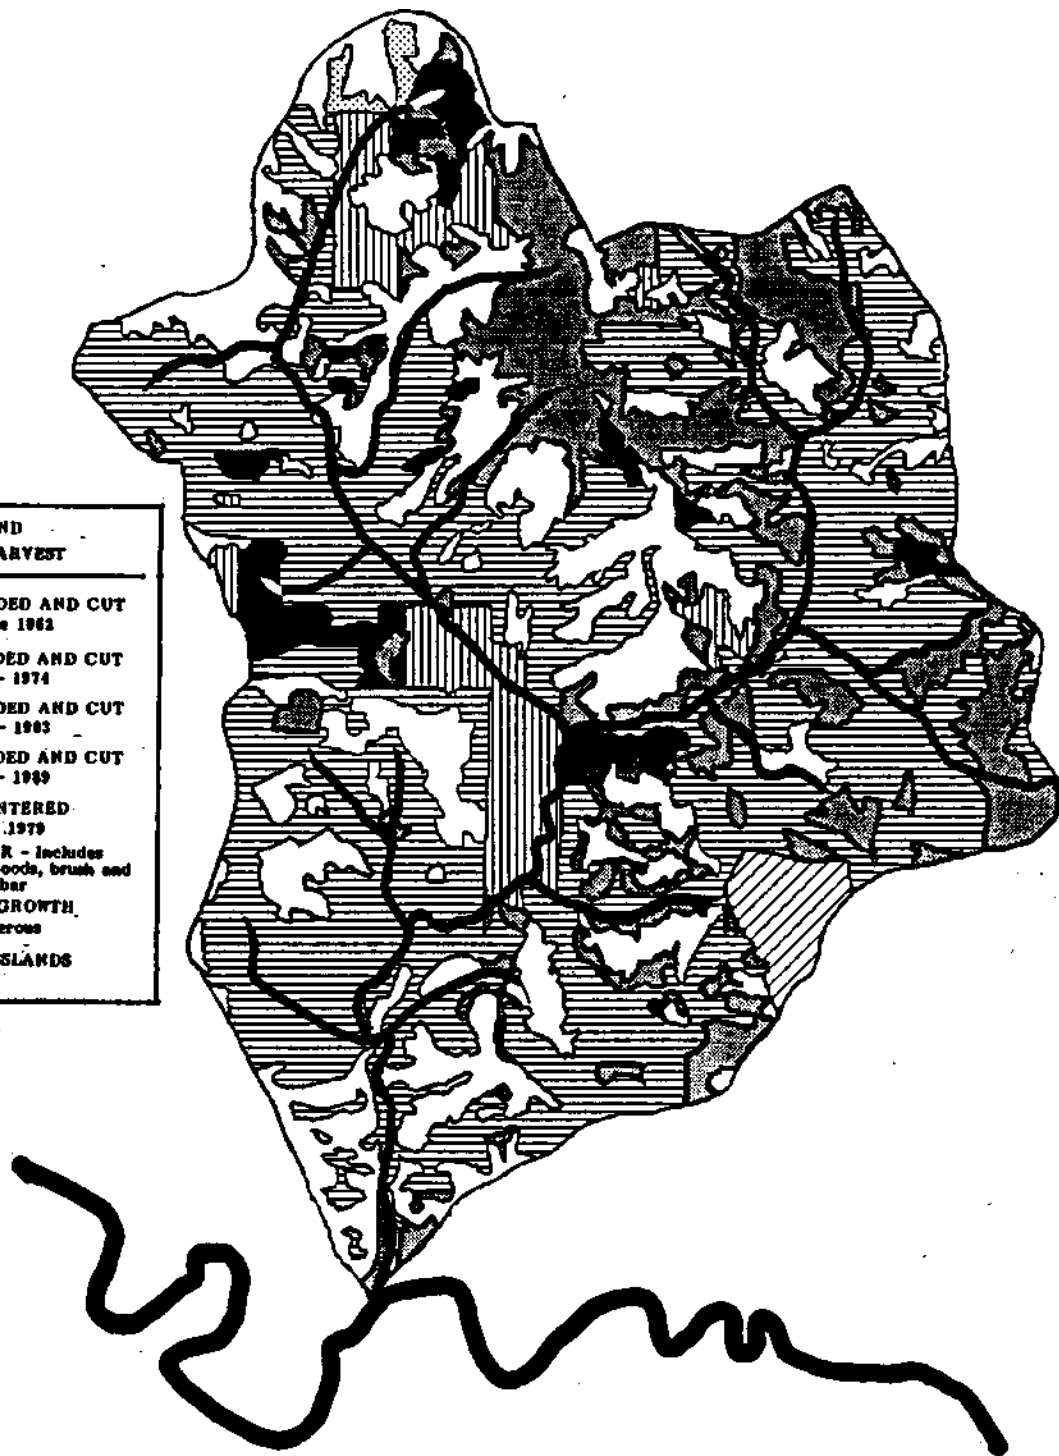 ND
ARVEST
DED AND CUT
e 1962
DED AND CUT
- 1974
DED AND CUT
- 1983
DED AND CUT
- 1989
NTERED
1979
R - Includes
oods, brush and
bar
GROWTH
erous
SLANDS